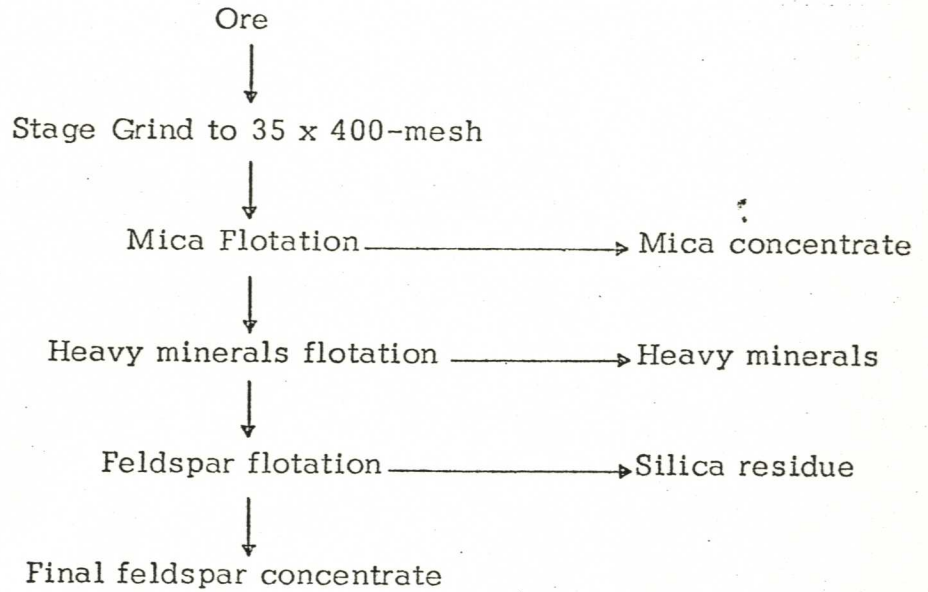 Ore
Stage Grind to 35 x 400-mesh
Mica Flotation
Mica concentrate
Heavy minerals flotation
Heavy minerals
Feldspar flotation
Silica residue
Final feldspar concentrate